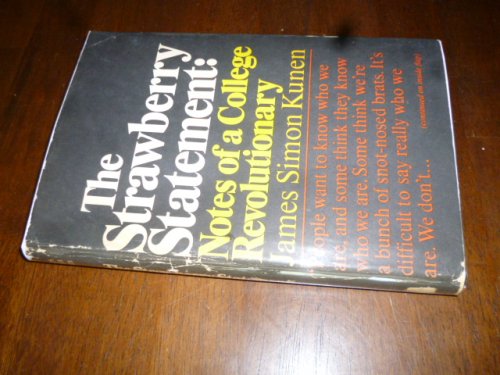 The
Strawberry
Statement:
Notes of a College
Revolutionary
James Simon Kunen
"People want to know who we
are, and some think they know
who we are. Some think we're
a bunch of snot-nosed brats. It's
difficult to say really who we
are. We don't...
(continued on inside flap)